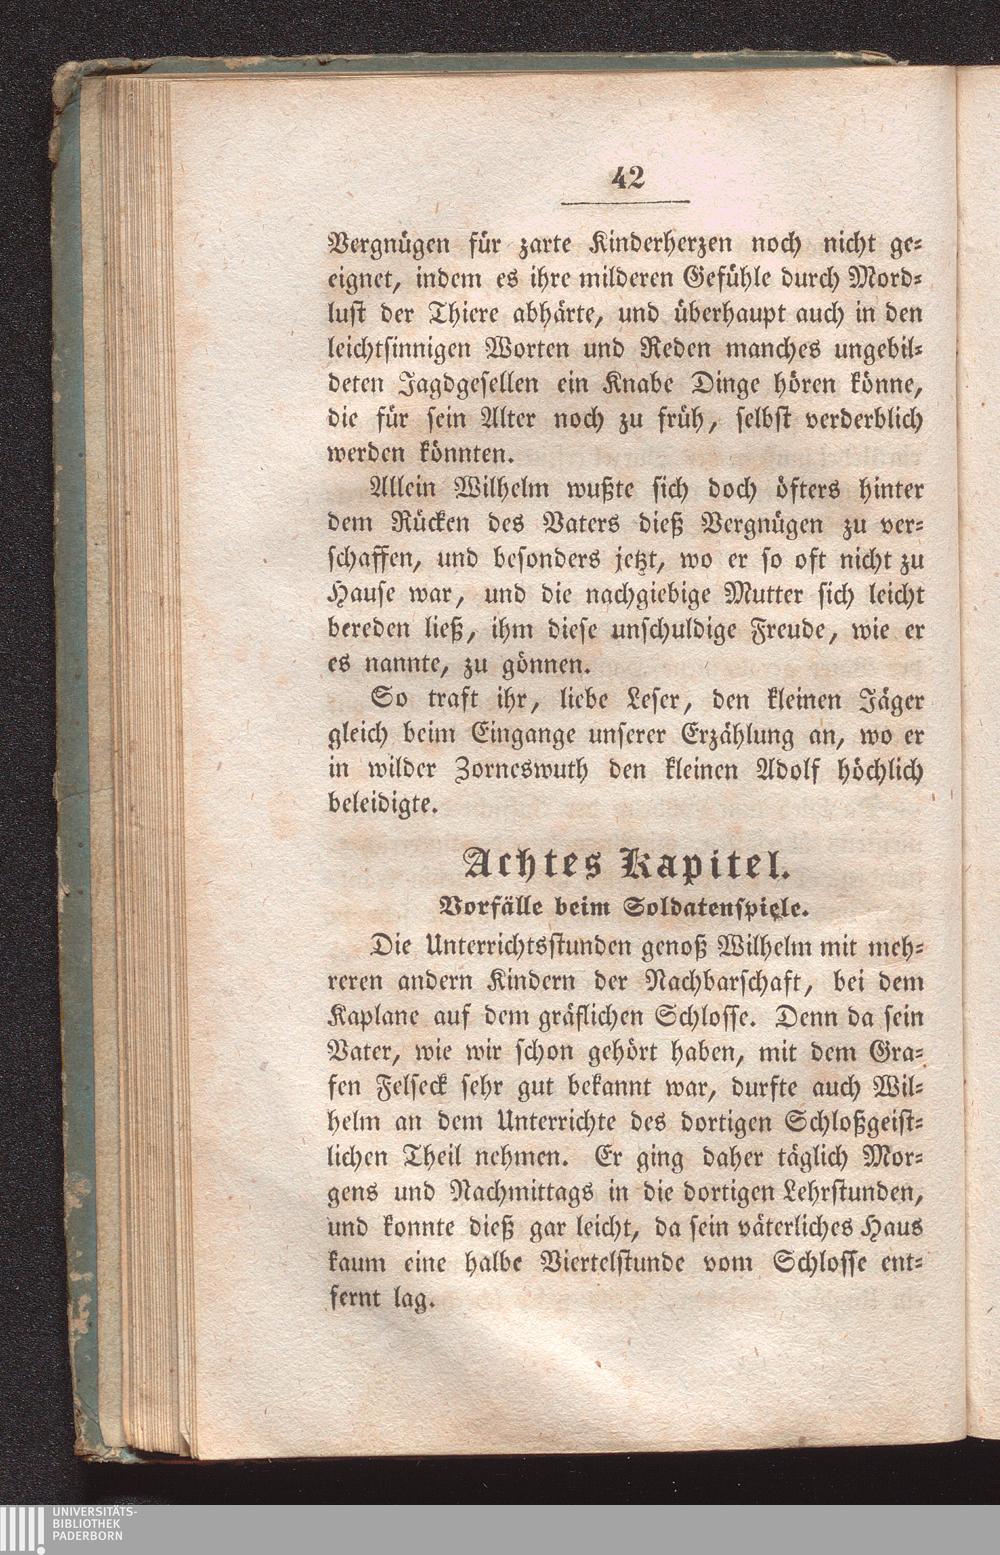 42
Vergnügen für zarte Kinderherzen noch nicht ge-
eignet, indem es ihre milderen Gefühle durch Mord-
lust der Thiere abhärte, und überhaupt auch in den
leichtsinnigen Worten und Reden manches ungebil-
deten Jagdgesellen ein Knabe Dinge hören könne,
die für sein Alter noch zu früh, selbst verderblich
werden könnten.
Allein Wilhelm wußte sich doch öfters hinter
dem Rücken des Vaters dieß Vergnügen zu ver-
schaffen, und besonders jetzt, wo er so oft nicht zu
Hause war, und die nachgiebige Mutter sich leicht
bereden ließ, ihm diese unschuldige Freude, wie er
es nannte, zu gönnen.
So traft ihr, liebe Leser, den kleinen Jäger
gleich beim Eingange unserer Erzählung an, wo er
in wilder Zorneswuth den kleinen Adolf höchlich
beleidigte.
Achtes Kapitel.
Vorfälle beim Soldatenspiele.
Die Unterrichtsstunden genoß Wilhelm mit meh-
reren andern Kindern der Nachbarschaft, bei dem
Kaplane auf dem gräflichen Schlosse. Denn da sein
Vater, wie wir schon gehört haben, mit dem Gra-
fen Felseck sehr gut bekannt war, durfte auch Wil-
helm an dem Unterrichte des dortigen Schloßgeist-
lichen Theil nehmen. Er ging daher täglich Mor-
gens und Nachmittags in die dortigen Lehrstunden,
und konnte dieß gar leicht, da sein väterliches Haus
kaum eine halbe Viertelstunde vom Schlosse ent-
fernt lag.
UNIVERSITÄTS-
BIBLIOTHEK
PADERBORN